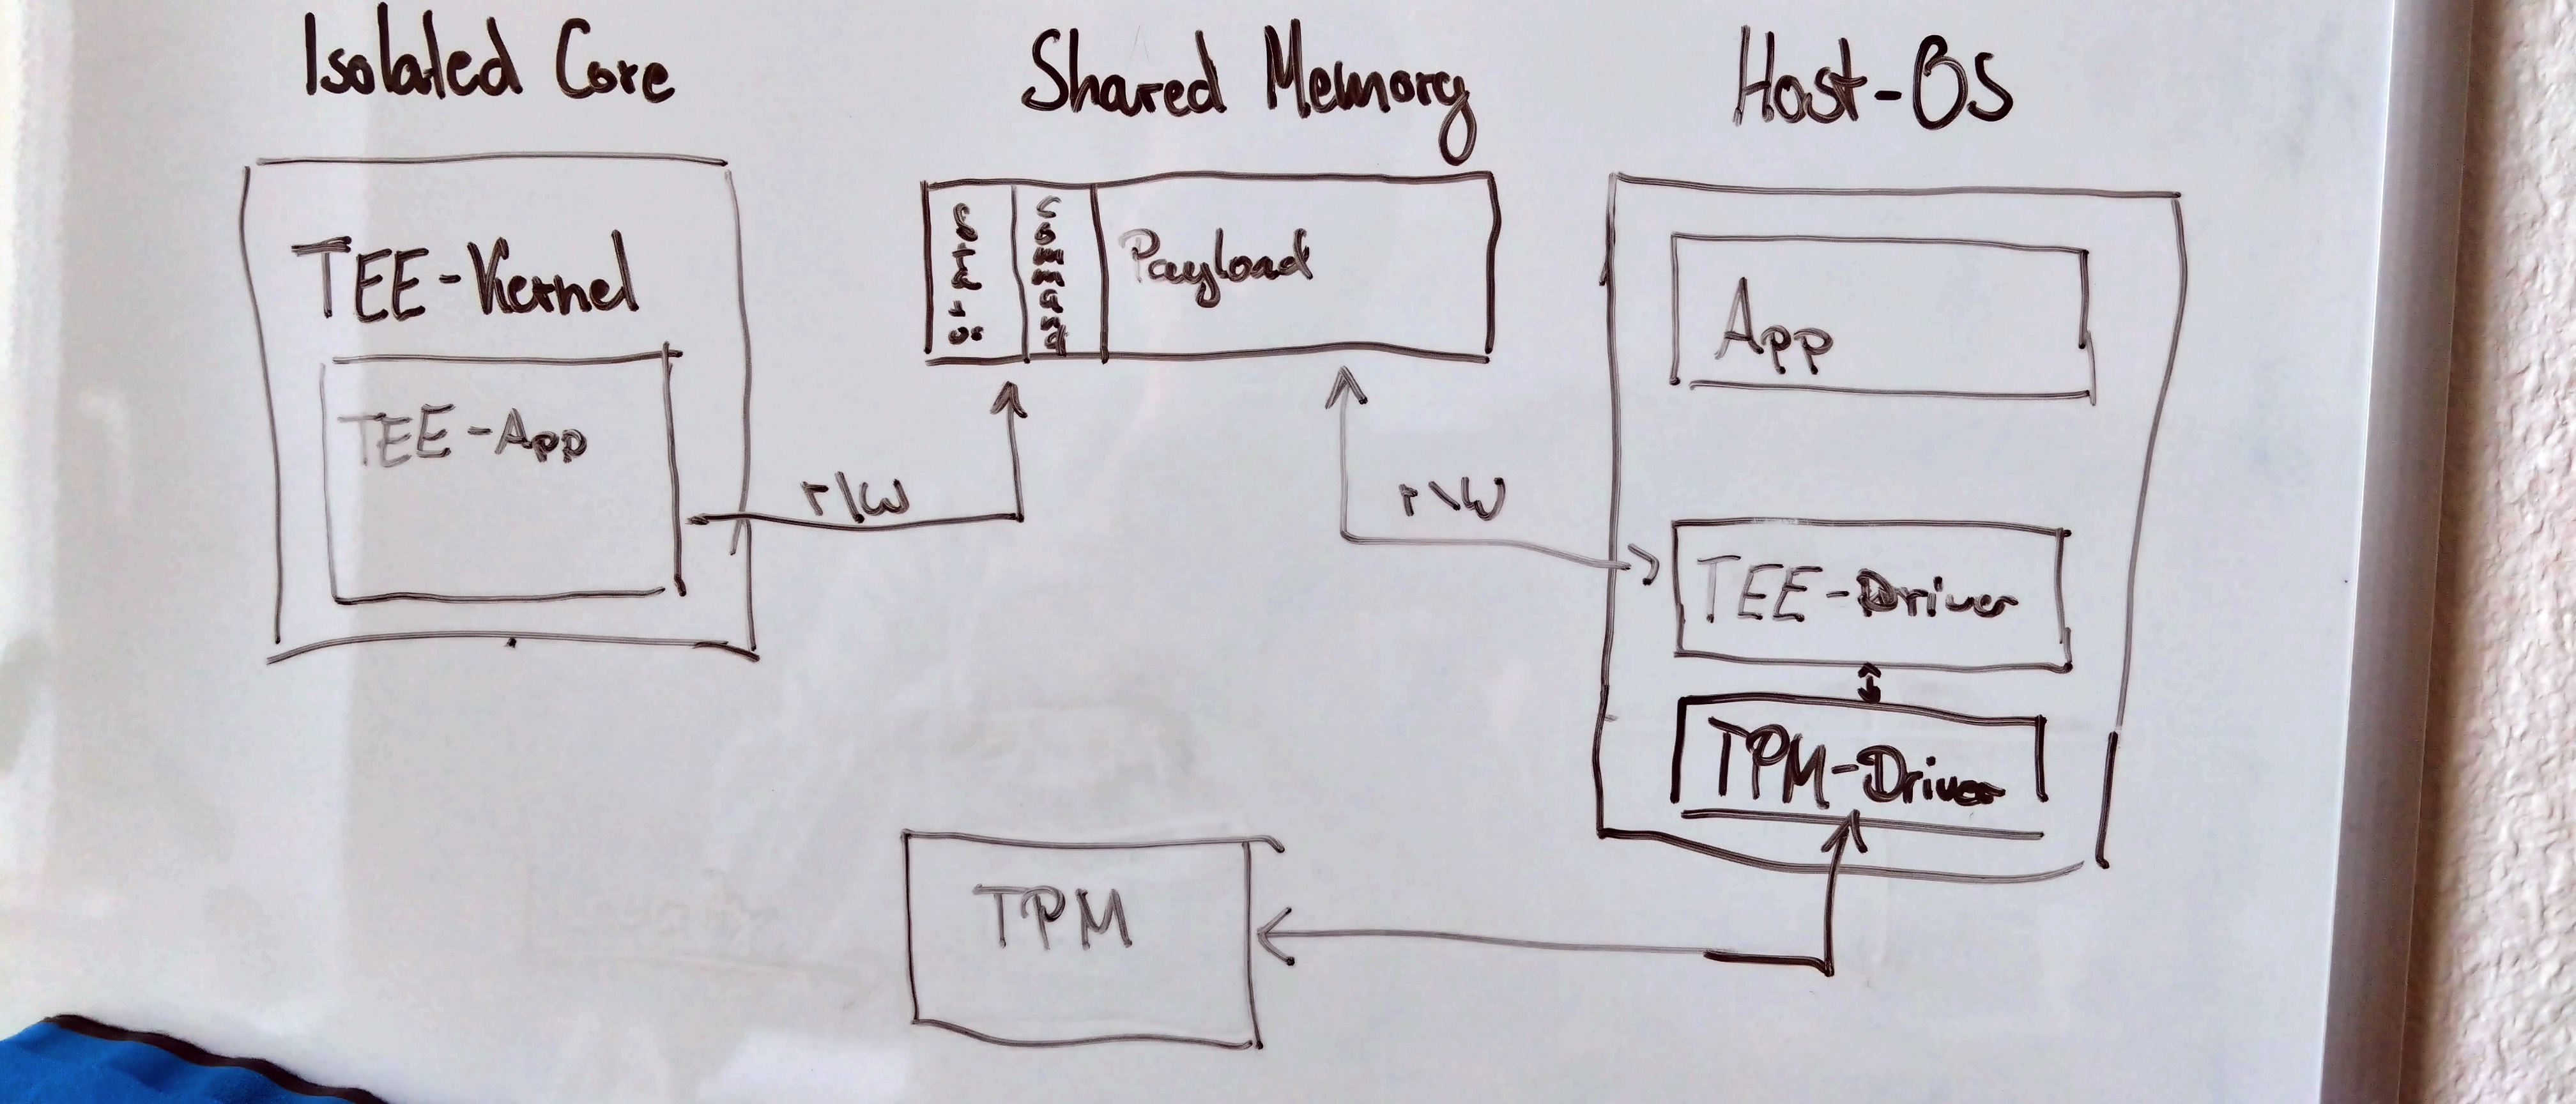 Isolated Core
Shared Memory
Host-OS
TEE-Kernel
TEE-App
r/w
Status
Command
Payload
r\w
App
TEE-Driver
TPM-Driver
TPM